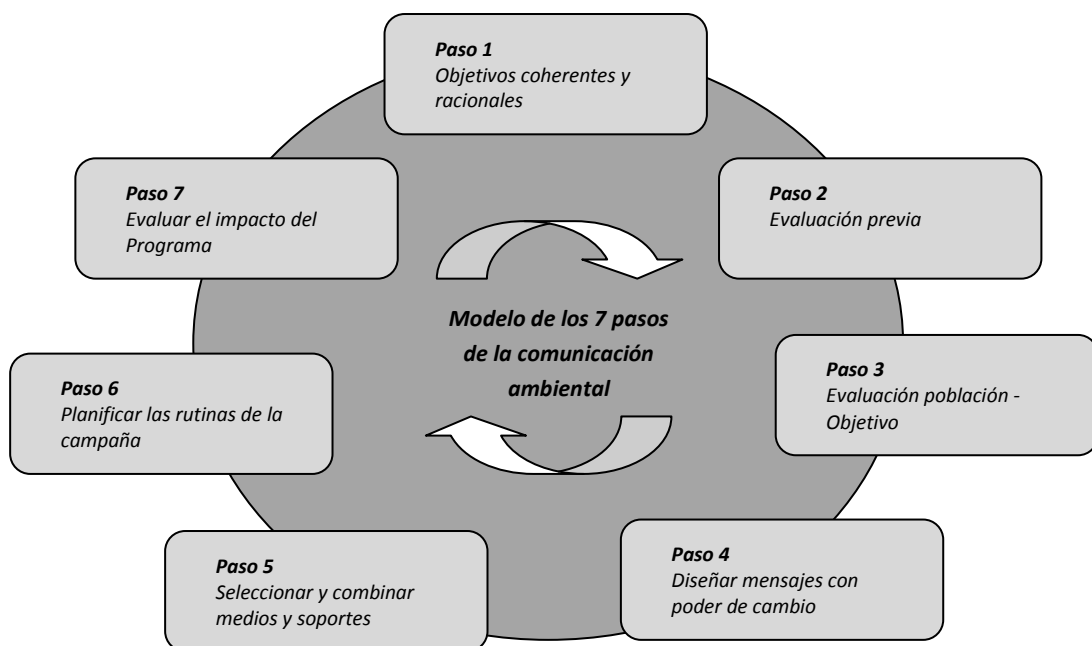 Paso 1
Objetivos coherentes y
racionales
Paso 2
Evaluación previa
Paso 3
Evaluación población -
Objetivo
Paso 4
Diseñar mensajes con
poder de cambio
Paso 5
Seleccionar y combinar
medios y soportes
Paso 6
Planificar las rutinas de la
campaña
Paso 7
Evaluar el impacto del
Programa
Modelo de los 7 pasos
de la comunicación
ambiental